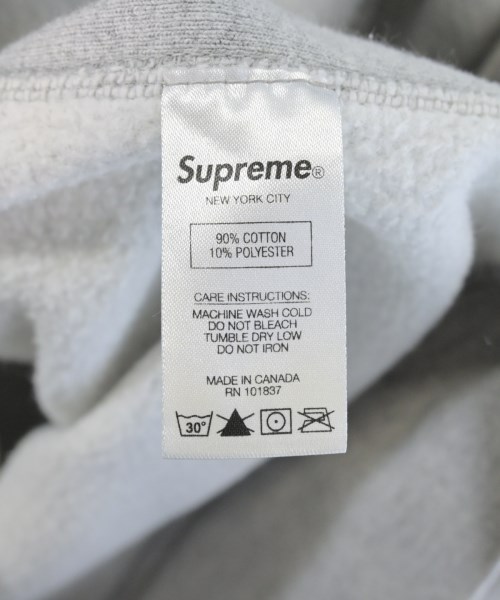 Supreme®
NEW YORK CITY
90% COTTON
10% POLYESTER
CARE INSTRUCTIONS:
MACHINE WASH COLD
DO NOT BLEACH
TUMBLE DRY LOW
DO NOT IRON
MADE IN CANADA
RN 101837
30°